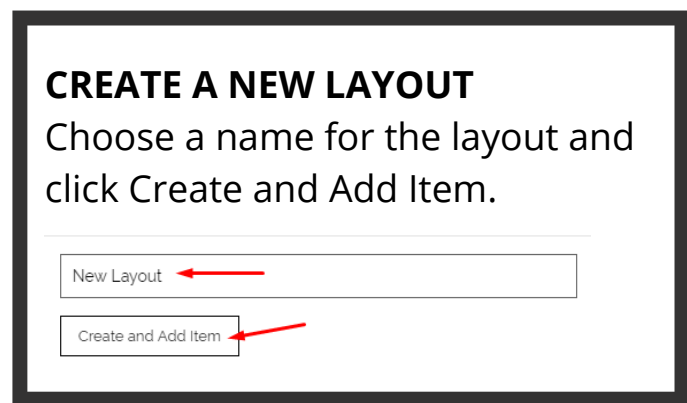 CREATE A NEW LAYOUT
Choose a name for the layout and
click Create and Add Item.
New Layout
Create and Add Item